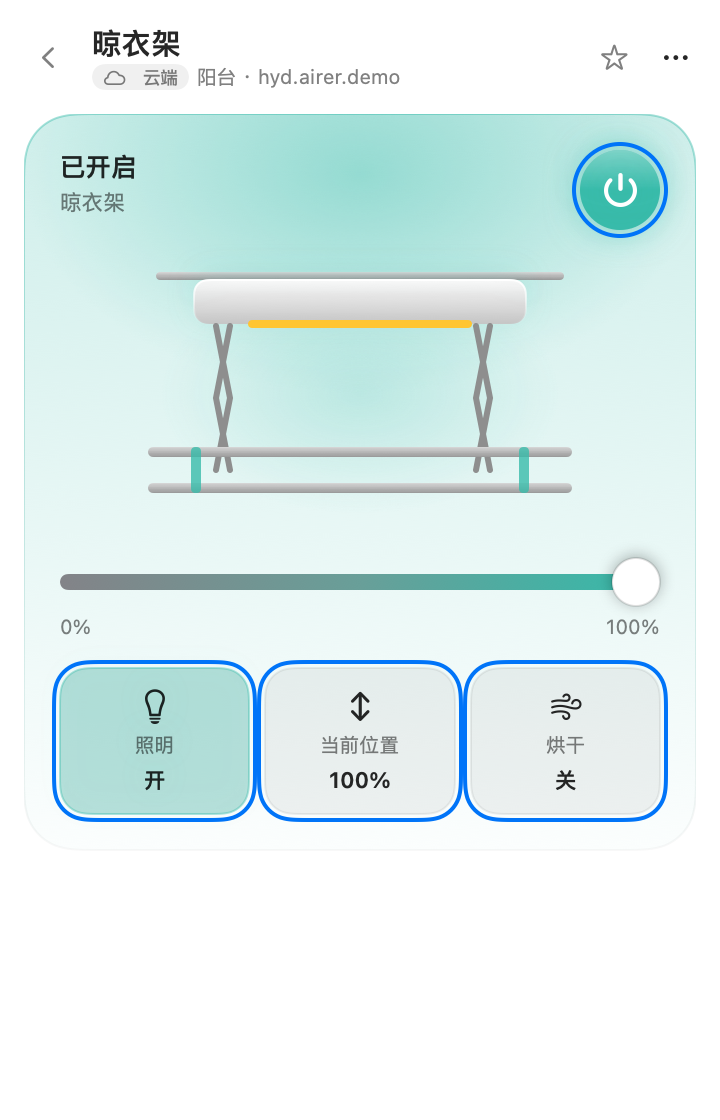 晾衣架
云端 阳台 · hyd.airer.demo
已开启
晾衣架
0% 100%
照明 当前位置 烘干
开 100% 关